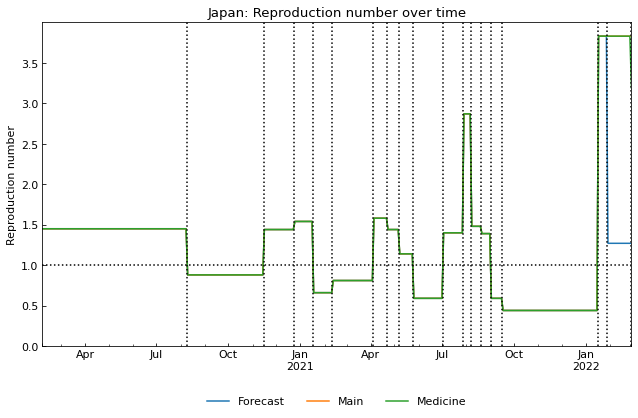 Japan: Reproduction number over time
Reproduction number
3.5
3.0
2.5
2.0
1.5
1.0
0.5
0.0
Apr Jul Oct Jan Apr Jul Oct Jan
2021 2022
Forecast Main Medicine